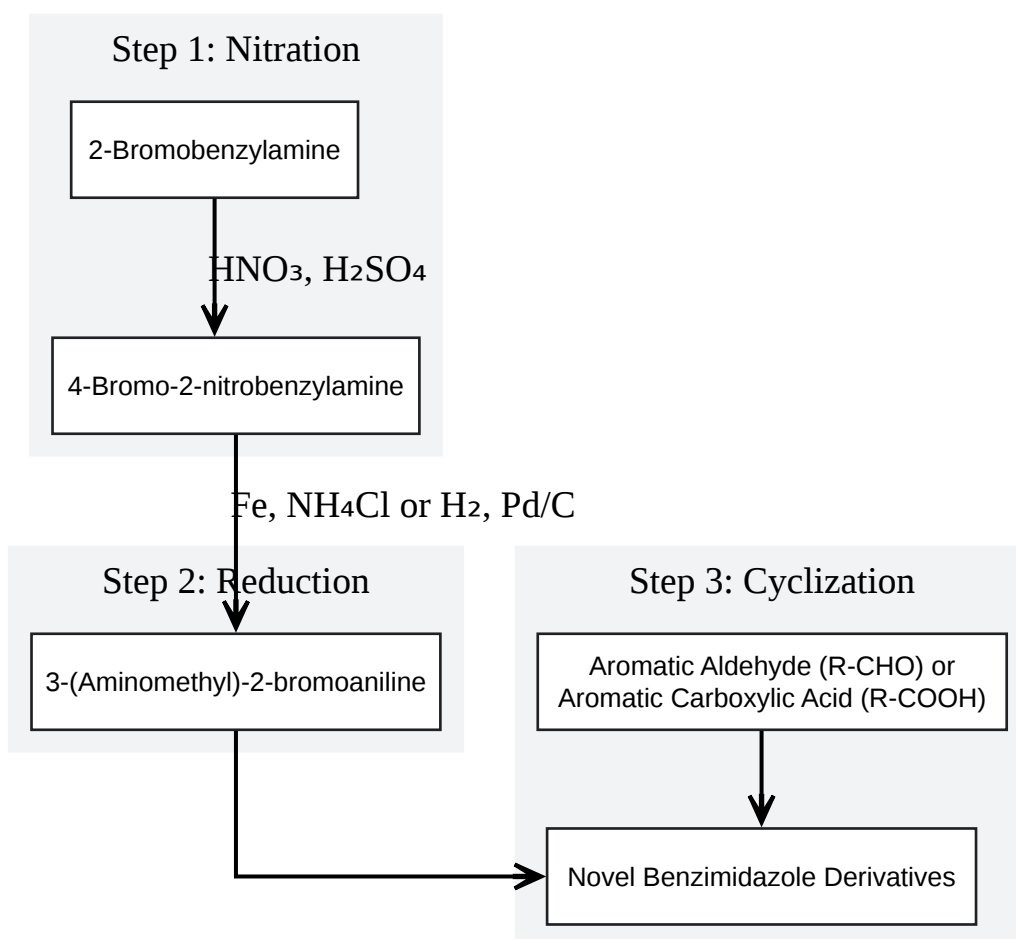 Step 1: Nitration
2-Bromobenzylamine
HNO₃, H₂SO₄
4-Bromo-2-nitrobenzylamine
Fe, NH₄Cl or H₂, Pd/C
Step 2: Reduction
3-(Aminomethyl)-2-bromoaniline
Step 3: Cyclization
Aromatic Aldehyde (R-CHO) or
Aromatic Carboxylic Acid (R-COOH)
Novel Benzimidazole Derivatives